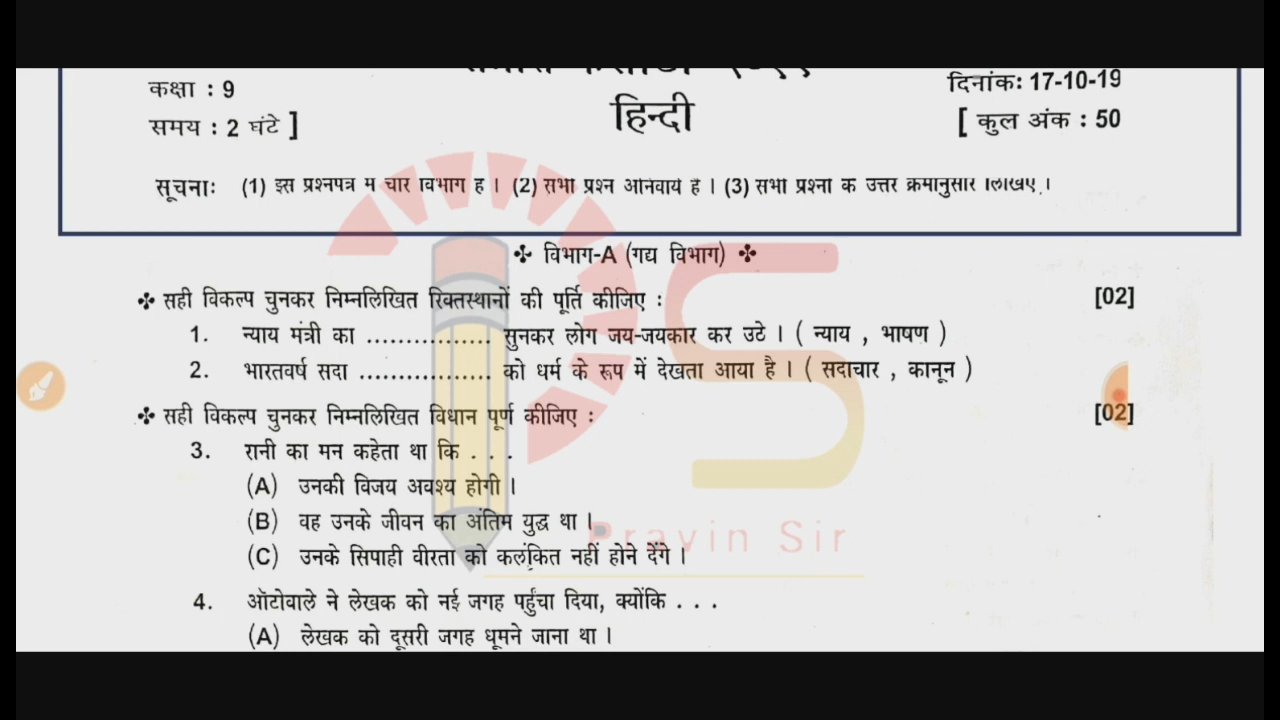 कक्षा : 9
दिनांकः 17-10-19
हिन्दी
समय : 2 घंटे ]
[ कुल अंक : 50
सूचनाः (1) इस प्रश्नपत्र म चार विभाग ह । (2) सभी प्रश्न अनिवार्य है । (3) सभी प्रश्नो क उत्तर क्रमानुसार लिखिए ।
विभाग-A (गद्य विभाग)
सही विकल्प चुनकर निम्नलिखित रिक्तस्थानों की पूर्ति कीजिए : [02]
1. न्याय मंत्री का ................ सुनकर लोग जय-जयकार कर उठे । ( न्याय , भाषण )
2. भारतवर्ष सदा ................. को धर्म के रूप में देखता आया है । ( सदाचार , कानून )
सही विकल्प चुनकर निम्नलिखित विधान पूर्ण कीजिए : [02]
3. रानी का मन कहेता था कि . . .
(A) उनकी विजय अवश्य होगी ।
(B) वह उनके जीवन का अंतिम युद्ध था ।
(C) उनके सिपाही वीरता को कलंकित नहीं होने देंगे ।
Pravin Sir
4. ऑटोवाले ने लेखक को नई जगह पहुंचा दिया, क्योंकि . . .
(A) लेखक को दूसरी जगह धूमने जाना था ।